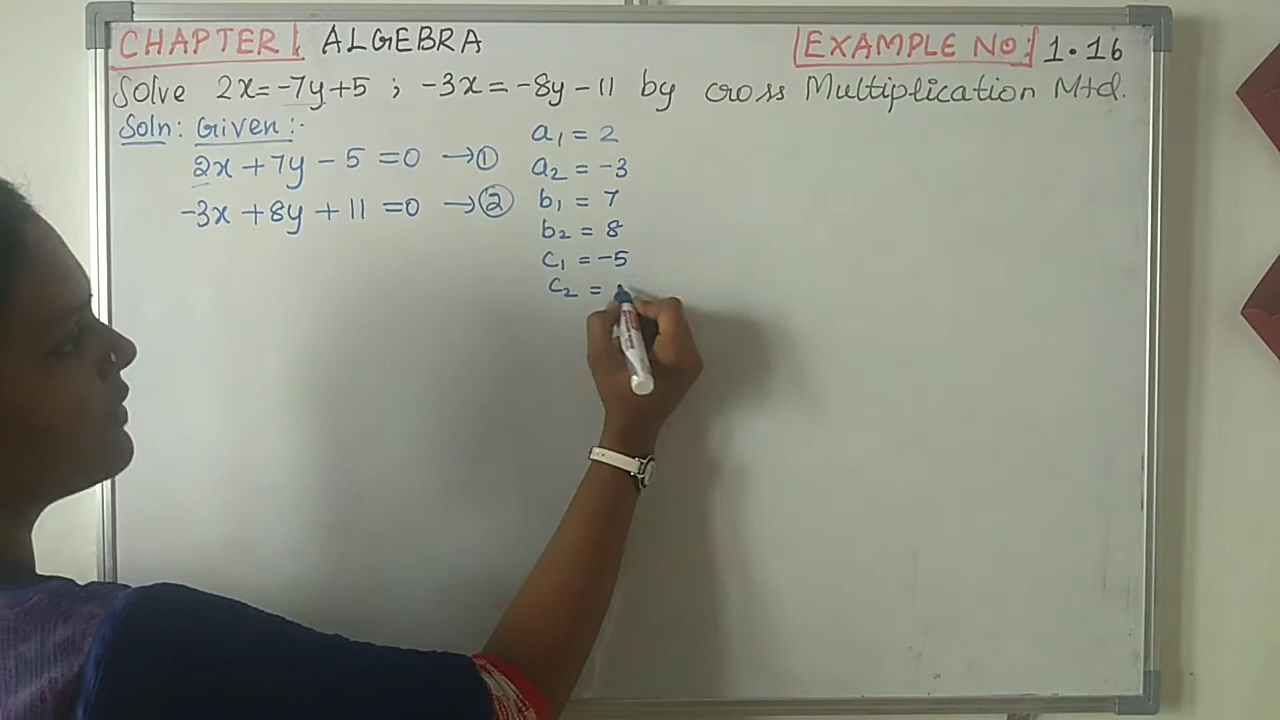 CHAPTER 1. ALGEBRA
EXAMPLE NO: 1.16
Solve 2x=-7y+5 ; -3x=-8y-11 by cross Multiplication Mtd.
Soln: Given:-
2x+7y-5=0 →①
-3x+8y+11=0 →②
a₁ = 2
a₂ = -3
b₁ = 7
b₂ = 8
c₁ = -5
c₂ =